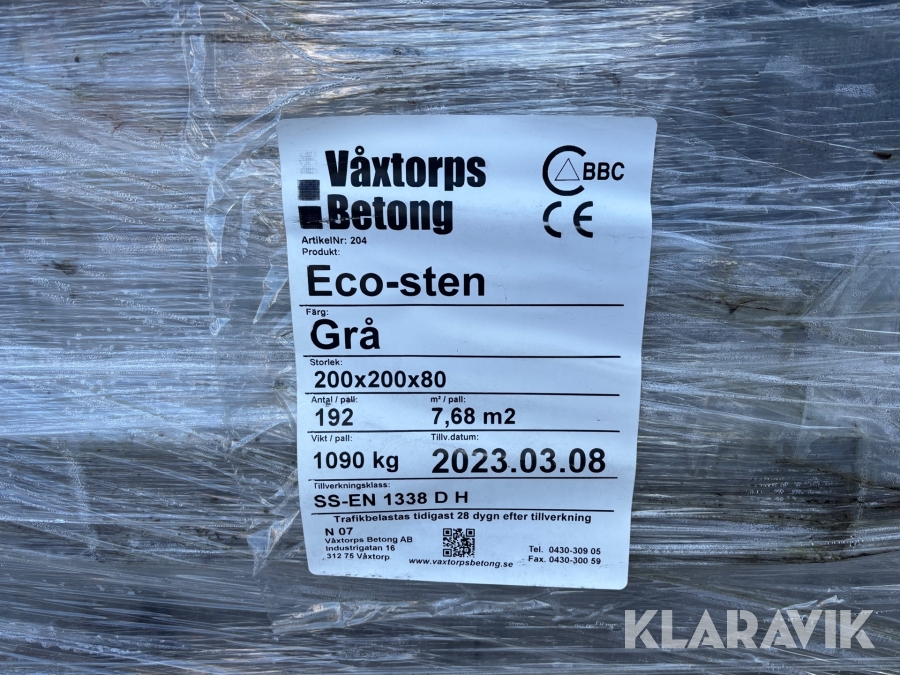 Våxtorps
Betong
BBC
CE
ArtikelNr: 204
Produkt:
Eco-sten
Färg:
Grå
Storlek:
200x200x80
Antal / pall: m² / pall:
192 7,68 m2
Vikt / pall: Tillv.datum:
1090 kg 2023.03.08
Tillverkningsklass:
SS-EN 1338 D H
Trafikbelastas tidigast 28 dygn efter tillverkning
N 07
Våxtorps Betong AB
Industrigatan 16
312 75 Våxtorp
www.vaxtorpsbetong.se
Tel. 0430-309 05
Fax. 0430-300 59
KLARAVIK